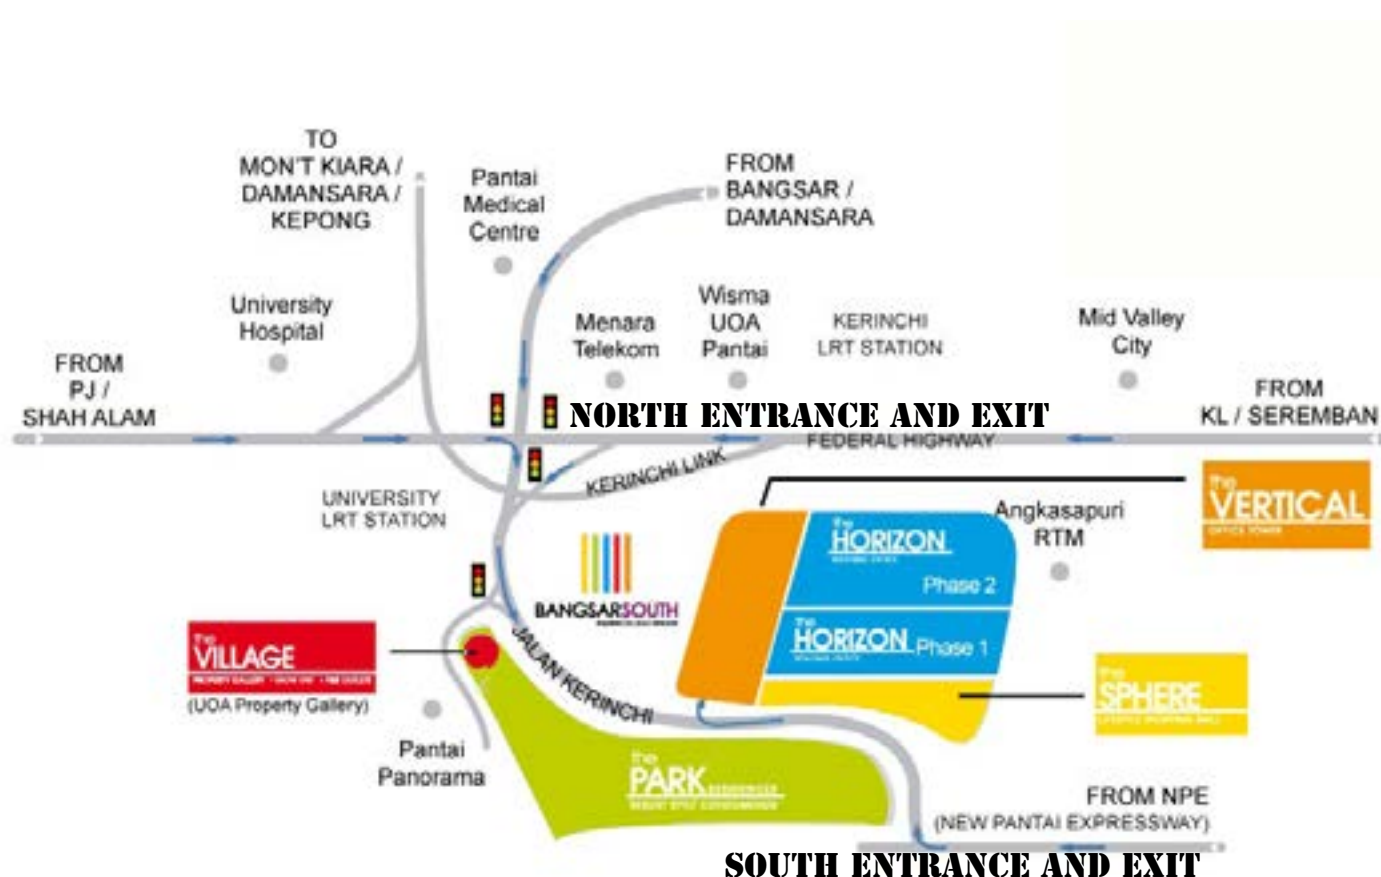 TO
MON'T KIARA /
DAMANSARA /
KEPONG
Pantai
Medical
Centre
FROM
BANGSAR /
DAMANSARA
University
Hospital
Menara
Telekom
Wisma
UOA
Pantai
KERINCHI
LRT STATION
Mid Valley
City
FROM
PJ /
SHAH ALAM
FROM
KL / SEREMBAN
NORTH ENTRANCE AND EXIT
FEDERAL HIGHWAY
KERINCHI LINK
UNIVERSITY
LRT STATION
the
VERTICAL
OFFICE TOWER
Angkasapuri
RTM
the
HORIZON
Phase 2
BANGSARSOUTH
the
HORIZON Phase 1
the
VILLAGE
(UOA Property Gallery)
JALAN KERINCHI
the
SPHERE
Pantai
Panorama
the
PARK RESIDENCES
FROM NPE
(NEW PANTAI EXPRESSWAY)
SOUTH ENTRANCE AND EXIT